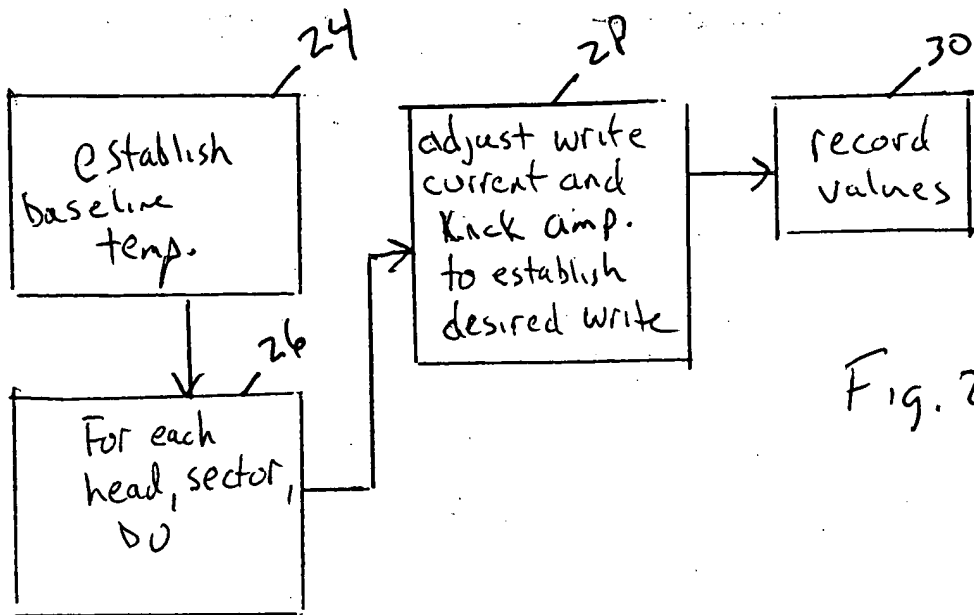 24
establish
baseline
temp.
26
For each
head, sector,
DO
28
adjust write
current and
Kick amp.
to establish
desired write
30
record
values
Fig. 2